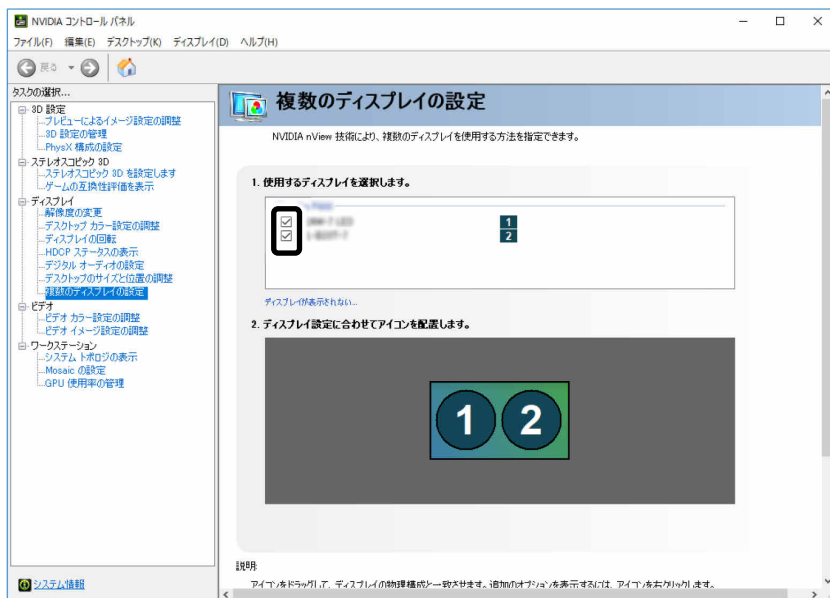 NVIDIA コントロール パネル
ファイル(F) 編集(E) デスクトップ(K) ディスプレイ(D) ヘルプ(H)
戻る
タスクの選択...
3D 設定
プレビューによるイメージ設定の調整
3D 設定の管理
PhysX 構成の設定
ステレオスコピック 3D
ステレオスコピック 3D を設定します
ゲームの互換性評価を表示
ディスプレイ
解像度の変更
デスクトップ カラー設定の調整
ディスプレイの回転
HDCP ステータスの表示
デジタル オーディオの設定
デスクトップのサイズと位置の調整
複数のディスプレイの設定
ビデオ
ビデオ カラー設定の調整
ビデオ イメージ設定の調整
ワークステーション
システム トポロジの表示
Mosaic の設定
GPU 使用率の管理
システム情報
複数のディスプレイの設定
NVIDIA nView 技術により、複数のディスプレイを使用する方法を指定できます。
1. 使用するディスプレイを選択します。
1
2
ディスプレイが表示されない...
2. ディスプレイ設定に合わせてアイコンを配置します。
1 2
説明:
アイコンをドラッグして、ディスプレイの物理構成と一致させます。追加のオプションを表示するには、アイコンを右クリックします。